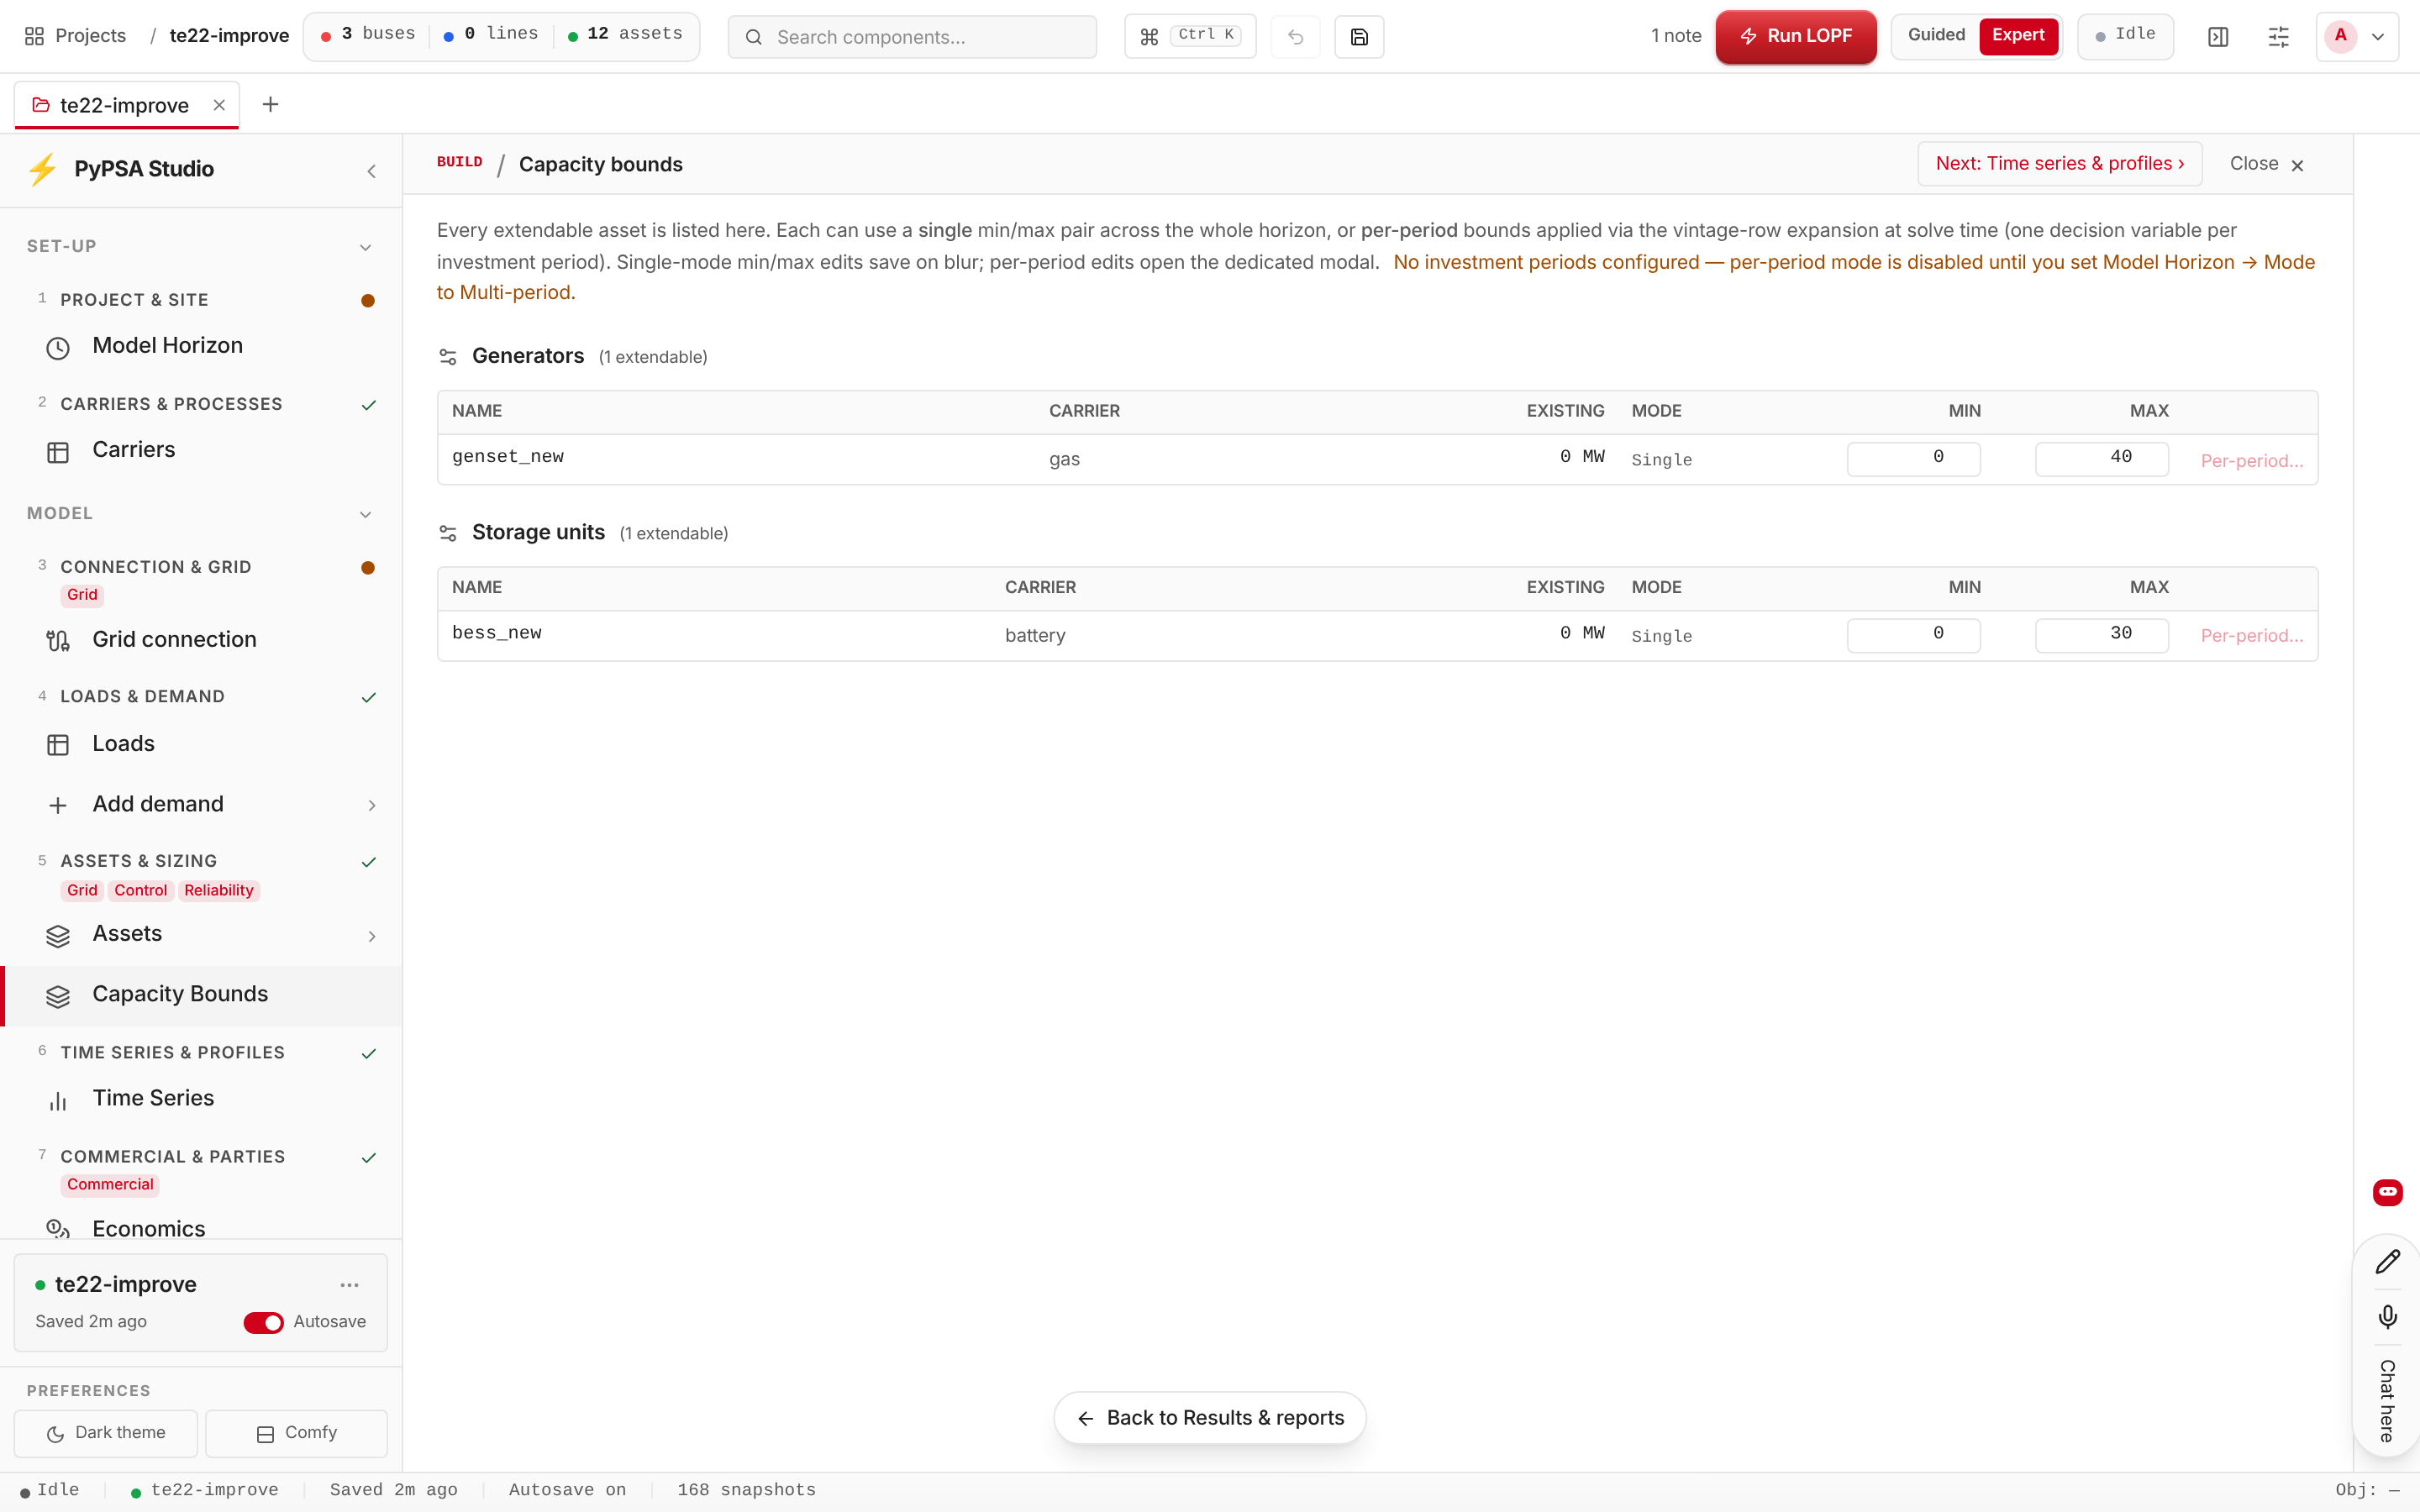 Projects / te22-improve 3 buses 0 lines 12 assets Search components... Ctrl K 1 note Run LOPF Guided Expert Idle A
te22-improve
PyPSA Studio
SET-UP
1 PROJECT & SITE
Model Horizon
2 CARRIERS & PROCESSES
Carriers
MODEL
3 CONNECTION & GRID
Grid
Grid connection
4 LOADS & DEMAND
Loads
Add demand
5 ASSETS & SIZING
Grid Control Reliability
Assets
Capacity Bounds
6 TIME SERIES & PROFILES
Time Series
7 COMMERCIAL & PARTIES
Commercial
Economics
te22-improve
Saved 2m ago Autosave
PREFERENCES
Dark theme Comfy
BUILD / Capacity bounds Next: Time series & profiles › Close
Every extendable asset is listed here. Each can use a single min/max pair across the whole horizon, or per-period bounds applied via the vintage-row expansion at solve time (one decision variable per
investment period). Single-mode min/max edits save on blur; per-period edits open the dedicated modal. No investment periods configured — per-period mode is disabled until you set Model Horizon → Mode
to Multi-period.
Generators (1 extendable)
NAME CARRIER EXISTING MODE MIN MAX
genset_new gas 0 MW Single 0 40 Per-period...
Storage units (1 extendable)
NAME CARRIER EXISTING MODE MIN MAX
bess_new battery 0 MW Single 0 30 Per-period...
Back to Results & reports
Chat here
Idle te22-improve Saved 2m ago Autosave on 168 snapshots Obj: —